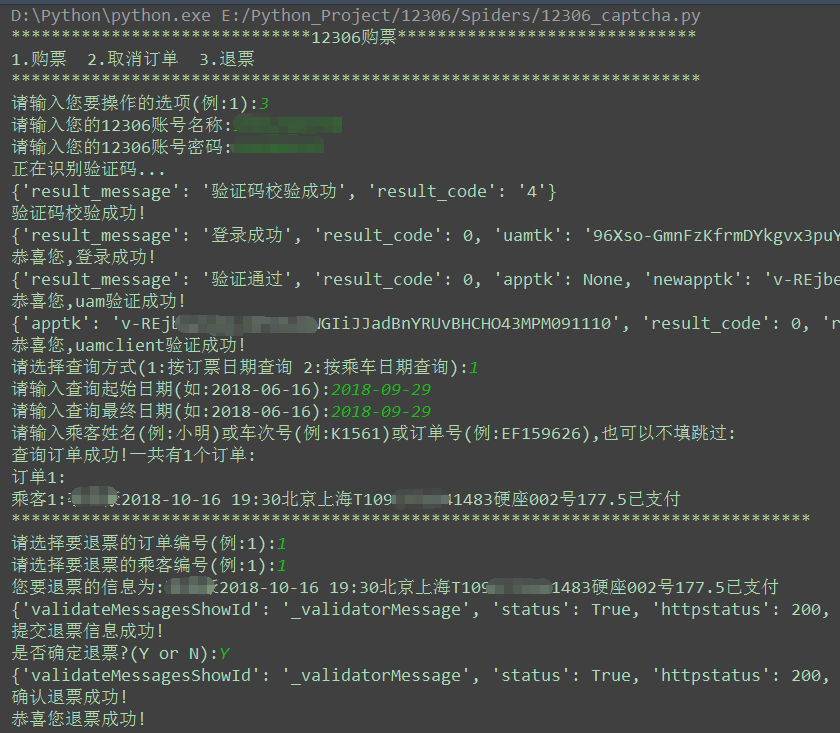 D:\Python\python.exe E:/Python_Project/12306/Spiders/12306_captcha.py
******************************12306购票******************************
1.购票  2.取消订单  3.退票
*********************************************************************
请输入您要操作的选项(例:1):3
请输入您的12306账号名称:
请输入您的12306账号密码:
正在识别验证码...
{'result_message': '验证码校验成功', 'result_code': '4'}
验证码校验成功!
{'result_message': '登录成功', 'result_code': 0, 'uamtk': '96Xso-GmnFzKfrmDYkgvx3puY
恭喜您,登录成功!
{'result_message': '验证通过', 'result_code': 0, 'apptk': None, 'newapptk': 'v-REjbe
恭喜您,uam验证成功!
{'apptk': 'v-REj GIiJJadBnYRUvBHCHO43MPM091110', 'result_code': 0, 'r
恭喜您,uamclient验证成功!
请选择查询方式(1:按订票日期查询 2:按乘车日期查询):1
请输入查询起始日期(如:2018-06-16):2018-09-29
请输入查询最终日期(如:2018-06-16):2018-09-29
请输入乘客姓名(例:小明)或车次号(例:K1561)或订单号(例:EF159626),也可以不填跳过:
查询订单成功!一共有1个订单:
订单1:
乘客1: 2018-10-16 19:30北京上海T109 1483硬座002号177.5已支付
********************************************************************************
请选择要退票的订单编号(例:1):1
请选择要退票的乘客编号(例:1):1
您要退票的信息为: 2018-10-16 19:30北京上海T109 1483硬座002号177.5已支付
{'validateMessagesShowId': '_validatorMessage', 'status': True, 'httpstatus': 200,
提交退票信息成功!
是否确定退票?(Y or N):Y
{'validateMessagesShowId': '_validatorMessage', 'status': True, 'httpstatus': 200,
确认退票成功!
恭喜您退票成功!